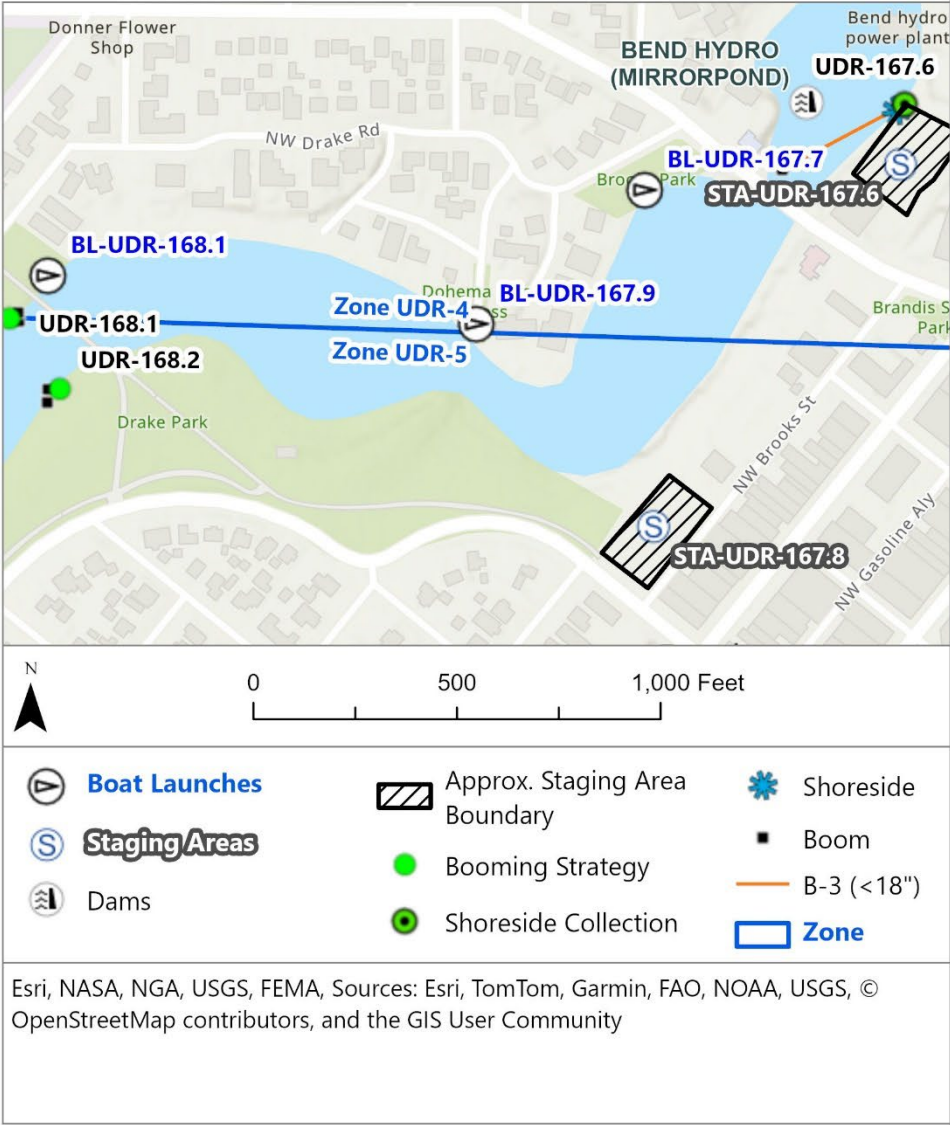 Donner Flower
Shop
Bend hydro
power plant
BEND HYDRO
(MIRRORPOND)
UDR-167.6
NW Drake Rd
BL-UDR-167.7
Park
STA-UDR-167.6
BL-UDR-168.1
Dohema
BL-UDR-167.9
Zone UDR-4
UDR-168.1
Zone UDR-5
UDR-168.2
Brandis S
Park
Drake Park
NW Brooks St
STA-UDR-167.8
NW Gasoline Aly
N
0 500 1,000 Feet
Boat Launches
Staging Areas
Dams
Approx. Staging Area
Boundary
Booming Strategy
Shoreside Collection
Shoreside
Boom
B-3 (<18")
Zone
Esri, NASA, NGA, USGS, FEMA, Sources: Esri, TomTom, Garmin, FAO, NOAA, USGS, ©
OpenStreetMap contributors, and the GIS User Community